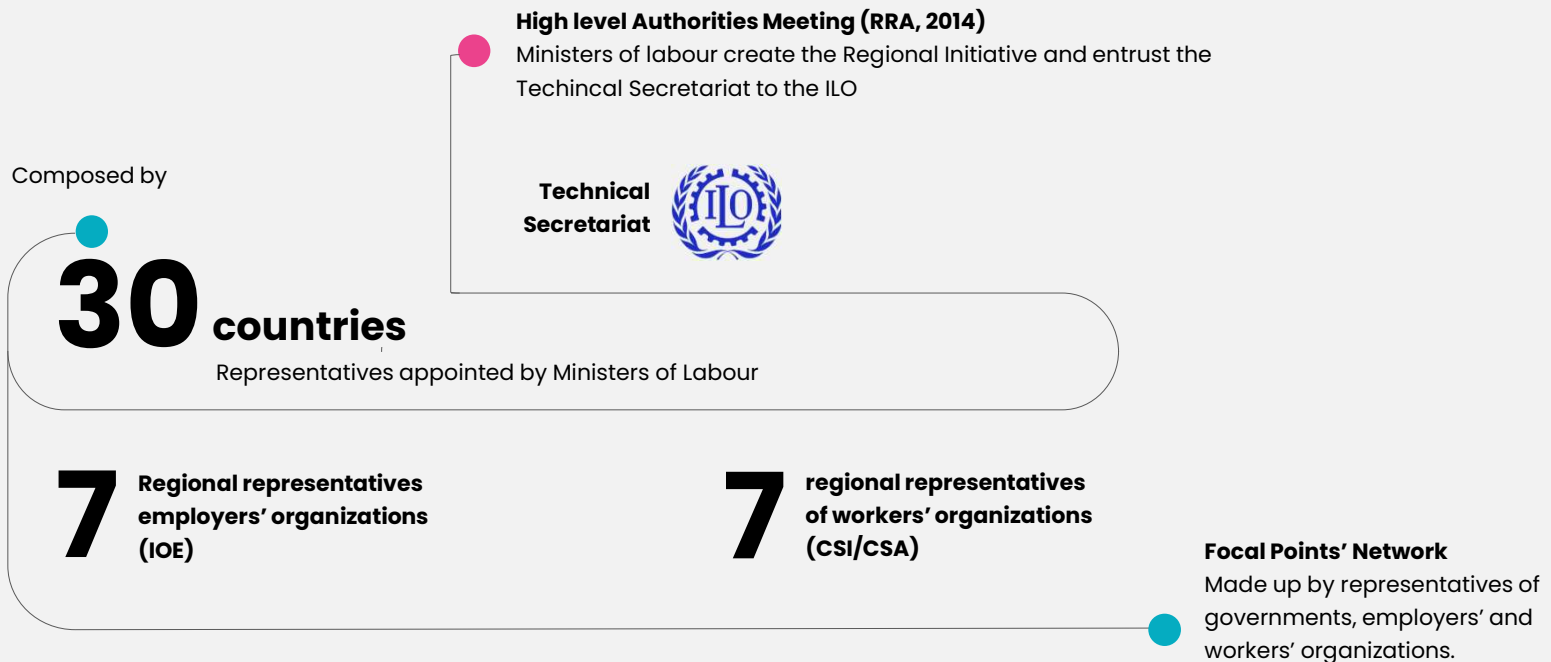 High level Authorities Meeting (RRA, 2014)
Ministers of labour create the Regional Initiative and entrust the
Techincal Secretariat to the ILO
Composed by
Technical
Secretariat
ILO
30 countries
Representatives appointed by Ministers of Labour
7
Regional representatives
employers’ organizations
(IOE)
7
regional representatives
of workers’ organizations
(CSI/CSA)
Focal Points’ Network
Made up by representatives of
governments, employers’ and
workers’ organizations.